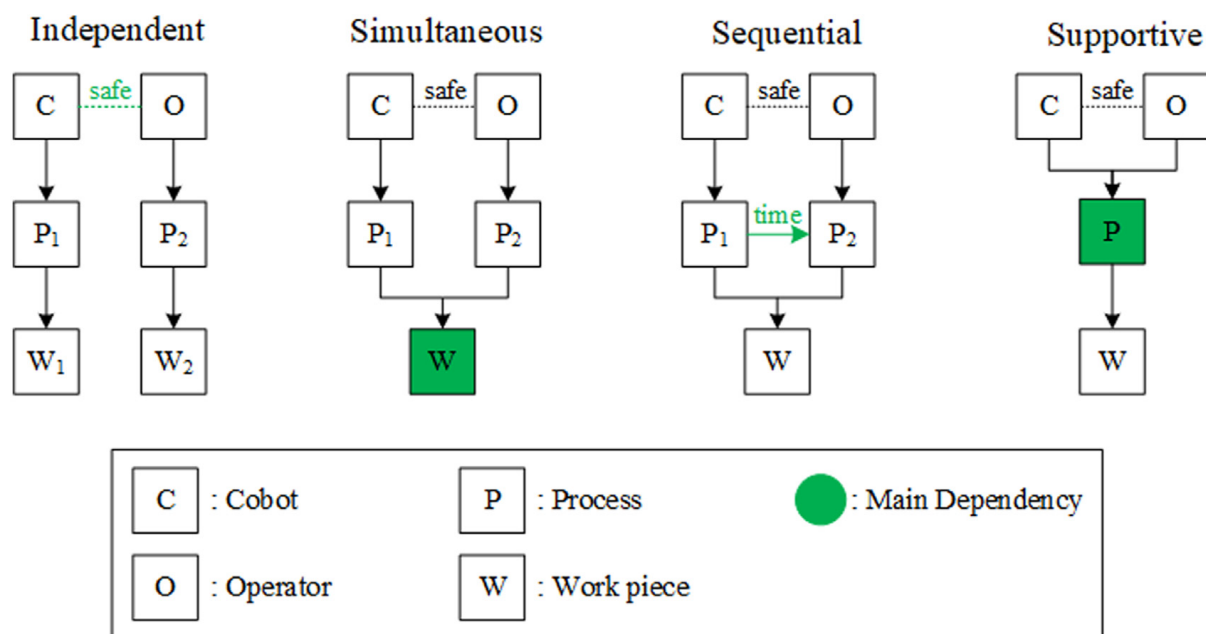 Independent
Simultaneous
Sequential
Supportive
C safe O
C safe O
C safe O
C safe O
P₁ P₂
P₁ P₂
P₁ time P₂
P
W₁ W₂
W
W
W
C : Cobot
P : Process
: Main Dependency
O : Operator
W : Work piece